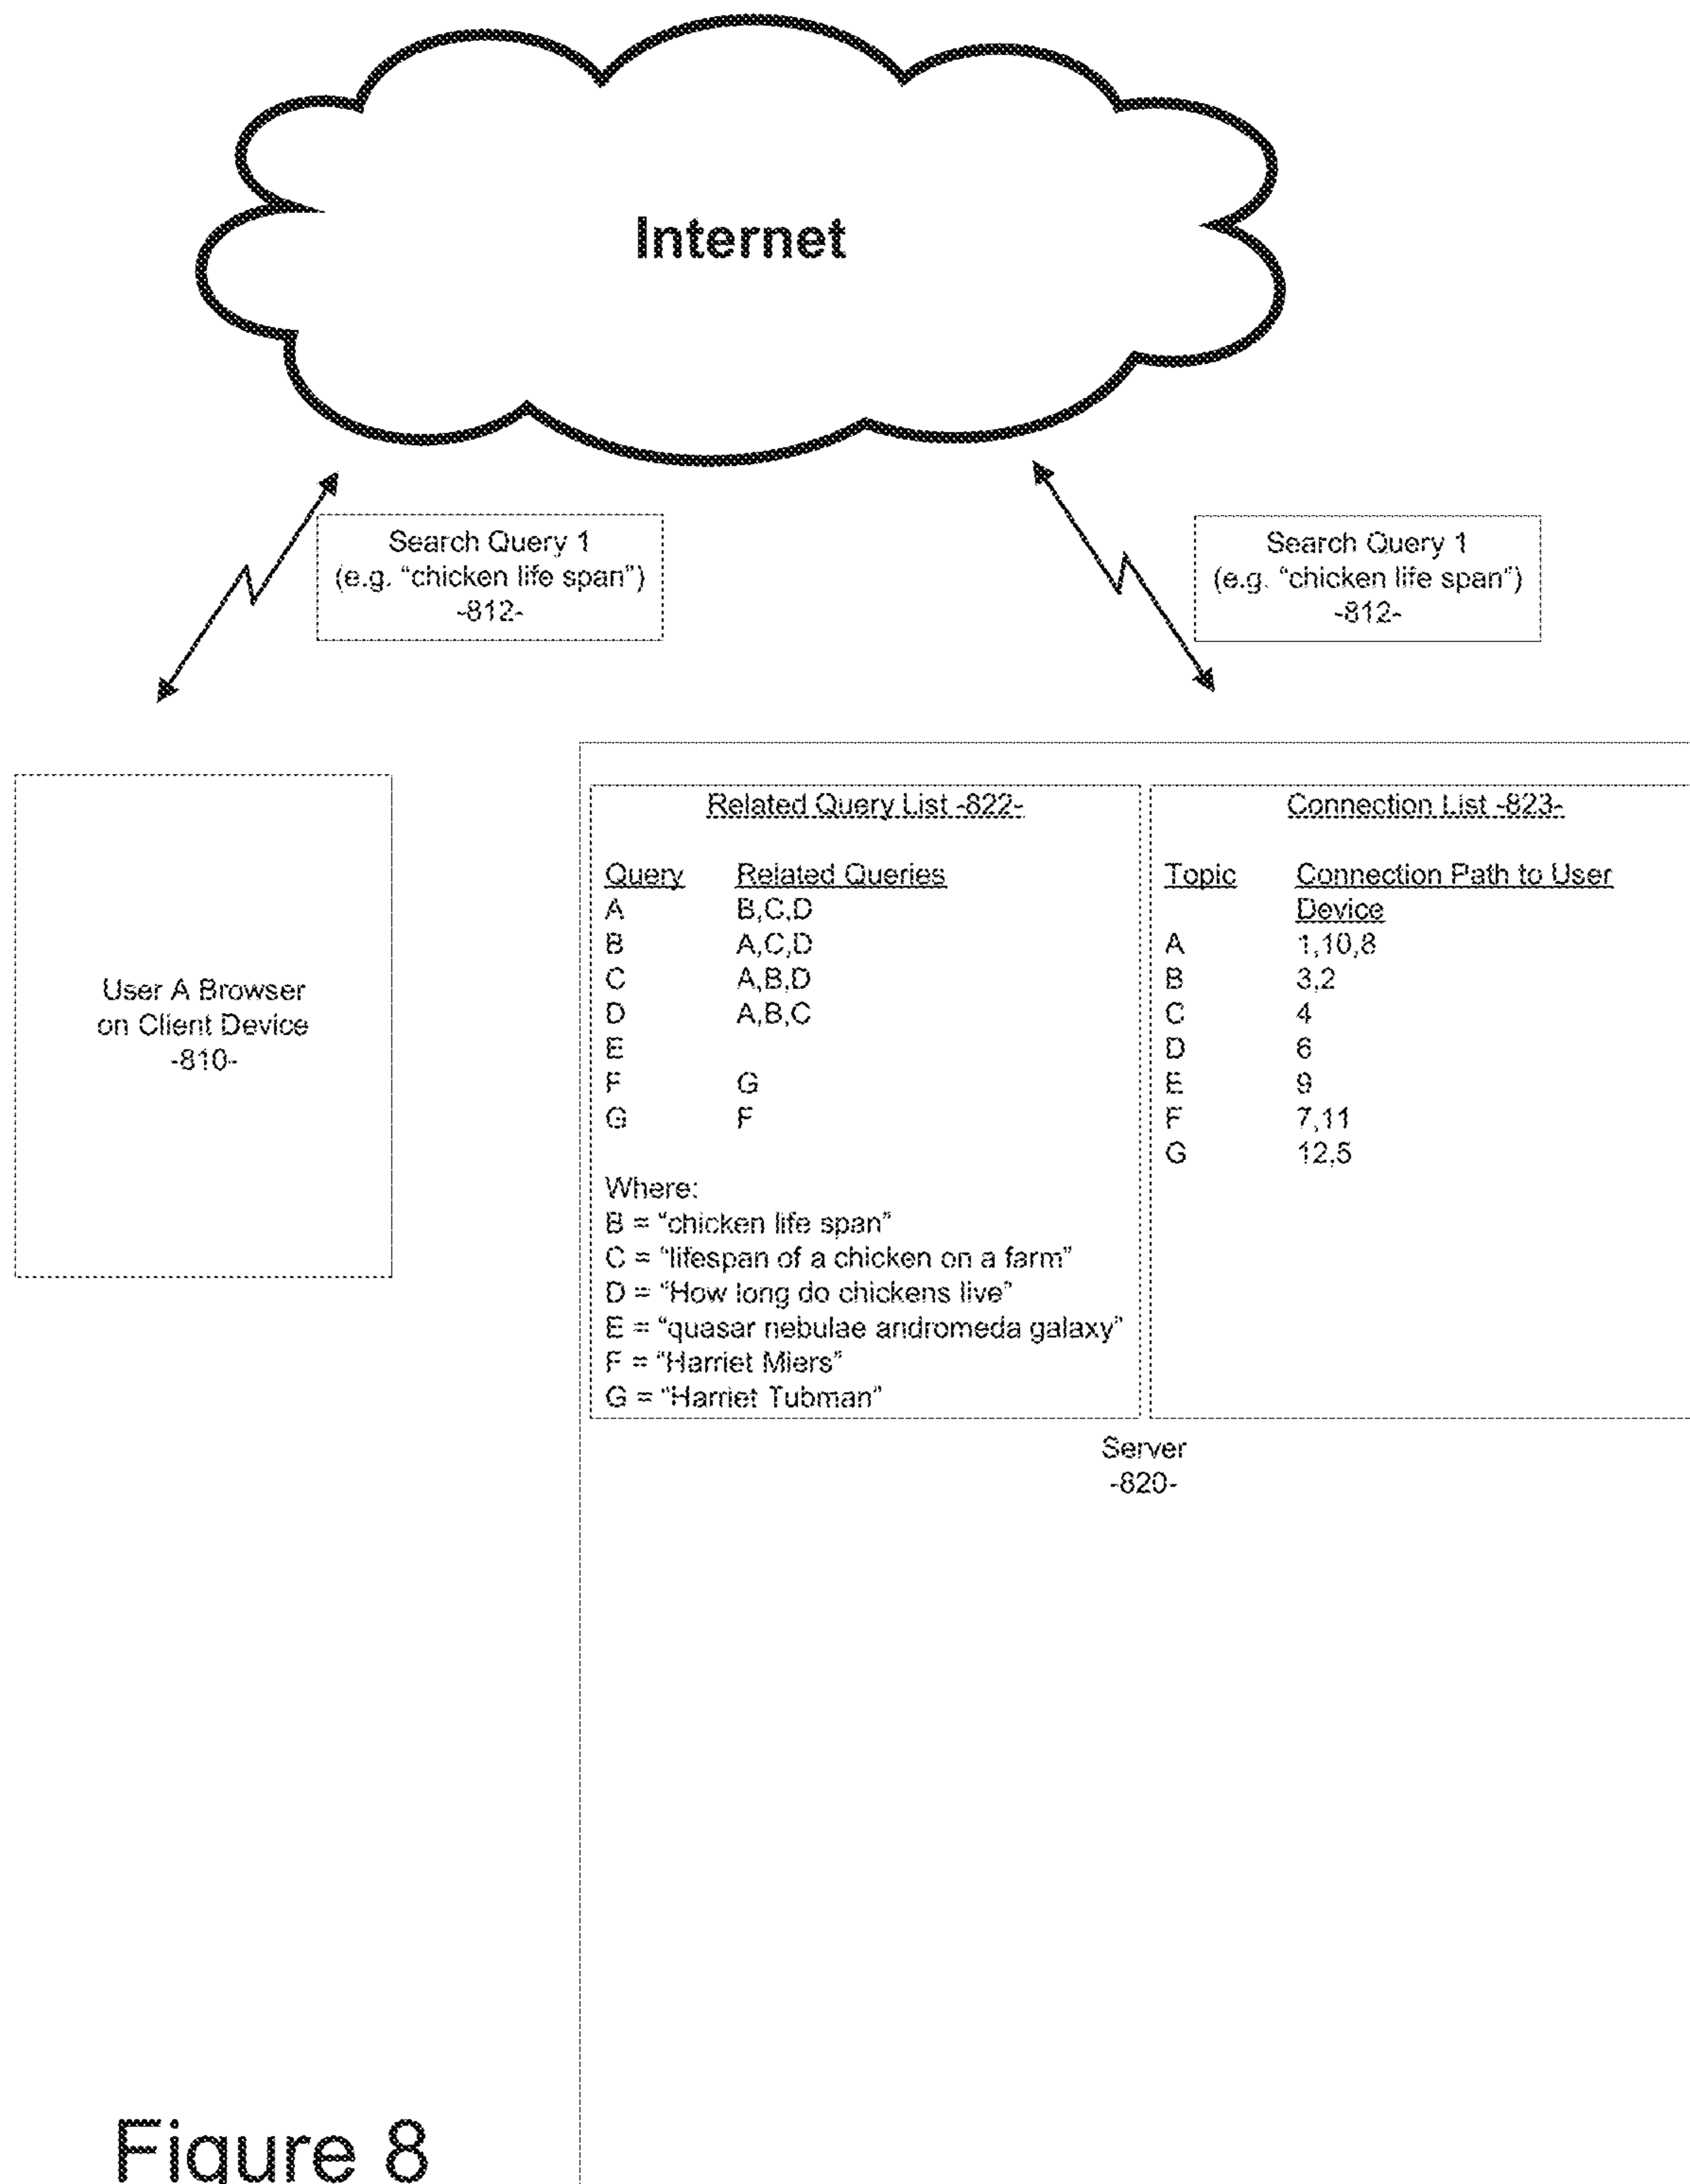 Internet
Search Query 1
(e.g. "chicken life span")
-812-
Search Query 1
(e.g. "chicken life span")
-812-
User A Browser
on Client Device
-810-
Related Query List -822-
Query Related Queries
A B,C,D
B A,C,D
C A,B,D
D A,B,C
E
F G
G F
Where:
B = "chicken life span"
C = "lifespan of a chicken on a farm"
D = "How long do chickens live"
E = "quasar nebulae andromeda galaxy"
F = "Harriet Miers"
G = "Harriet Tubman"
Connection List -823-
Topic Connection Path to User
Device
A 1,10,8
B 3,2
C 4
D 6
E 9
F 7,11
G 12,5
Server
-820-
Figure 8